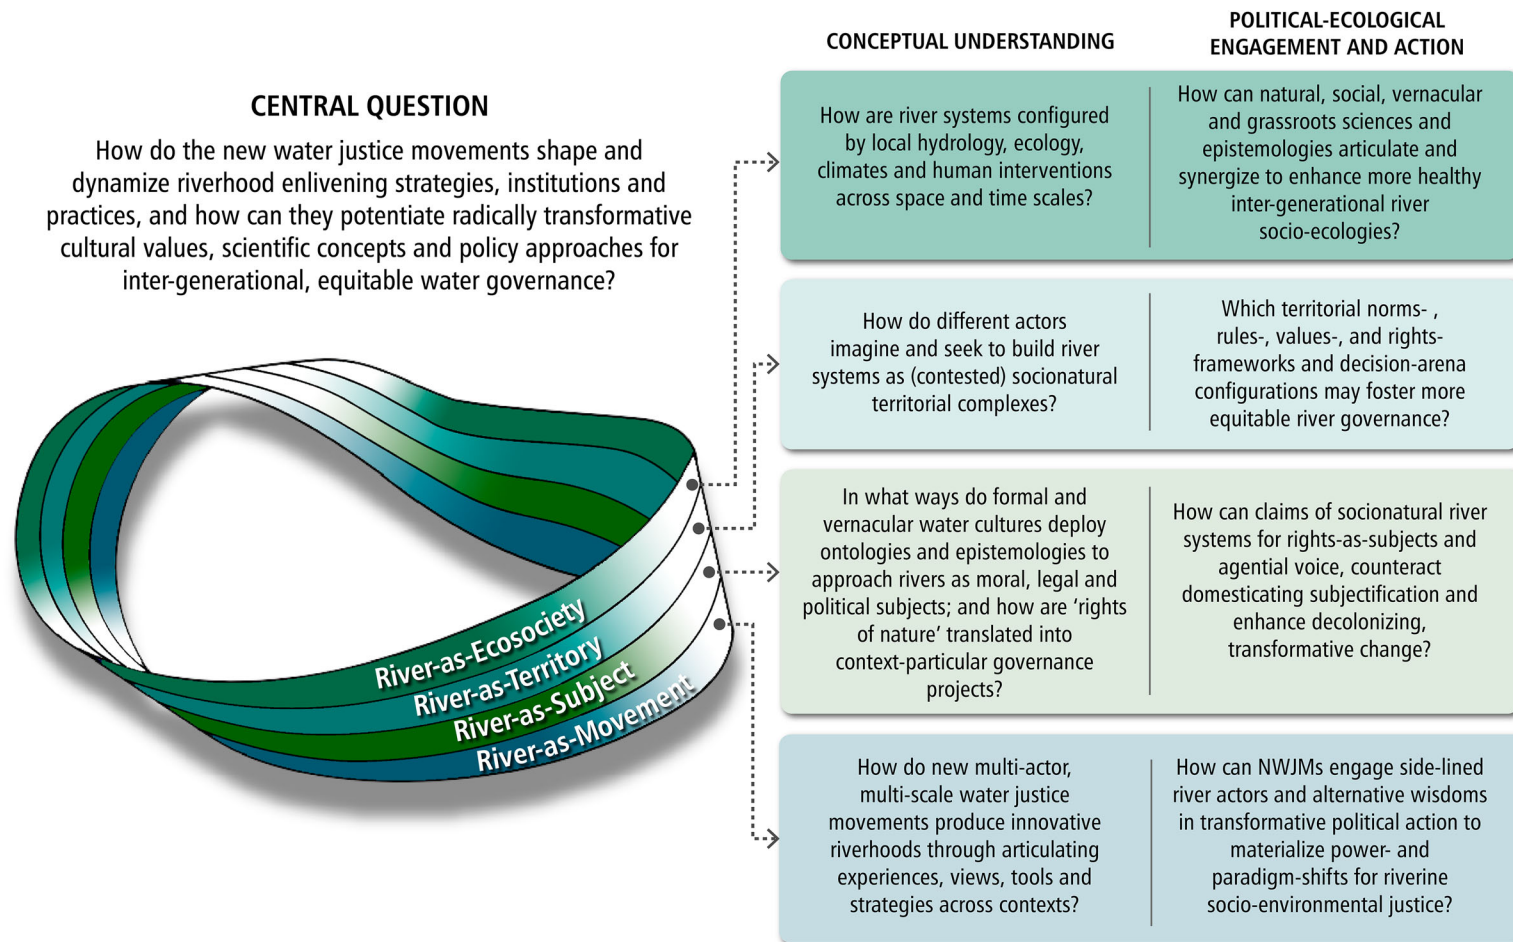 CENTRAL QUESTION
How do the new water justice movements shape and
dynamize riverhood enlivening strategies, institutions and
practices, and how can they potentiate radically transformative
cultural values, scientific concepts and policy approaches for
inter-generational, equitable water governance?
River-as-Ecosociety
River-as-Territory
River-as-Subject
River-as-Movement
CONCEPTUAL UNDERSTANDING
POLITICAL-ECOLOGICAL
ENGAGEMENT AND ACTION
How are river systems configured
by local hydrology, ecology,
climates and human interventions
across space and time scales?
How can natural, social, vernacular
and grassroots sciences and
epistemologies articulate and
synergize to enhance more healthy
inter-generational river
socio-ecologies?
How do different actors
imagine and seek to build river
systems as (contested) socionatural
territorial complexes?
Which territorial norms- ,
rules-, values-, and rights-
frameworks and decision-arena
configurations may foster more
equitable river governance?
In what ways do formal and
vernacular water cultures deploy
ontologies and epistemologies to
approach rivers as moral, legal and
political subjects; and how are ‘rights
of nature’ translated into
context-particular governance
projects?
How can claims of socionatural river
systems for rights-as-subjects and
agential voice, counteract
domesticating subjectification and
enhance decolonizing,
transformative change?
How do new multi-actor,
multi-scale water justice
movements produce innovative
riverhoods through articulating
experiences, views, tools and
strategies across contexts?
How can NWJMs engage side-lined
river actors and alternative wisdoms
in transformative political action to
materialize power- and
paradigm-shifts for riverine
socio-environmental justice?